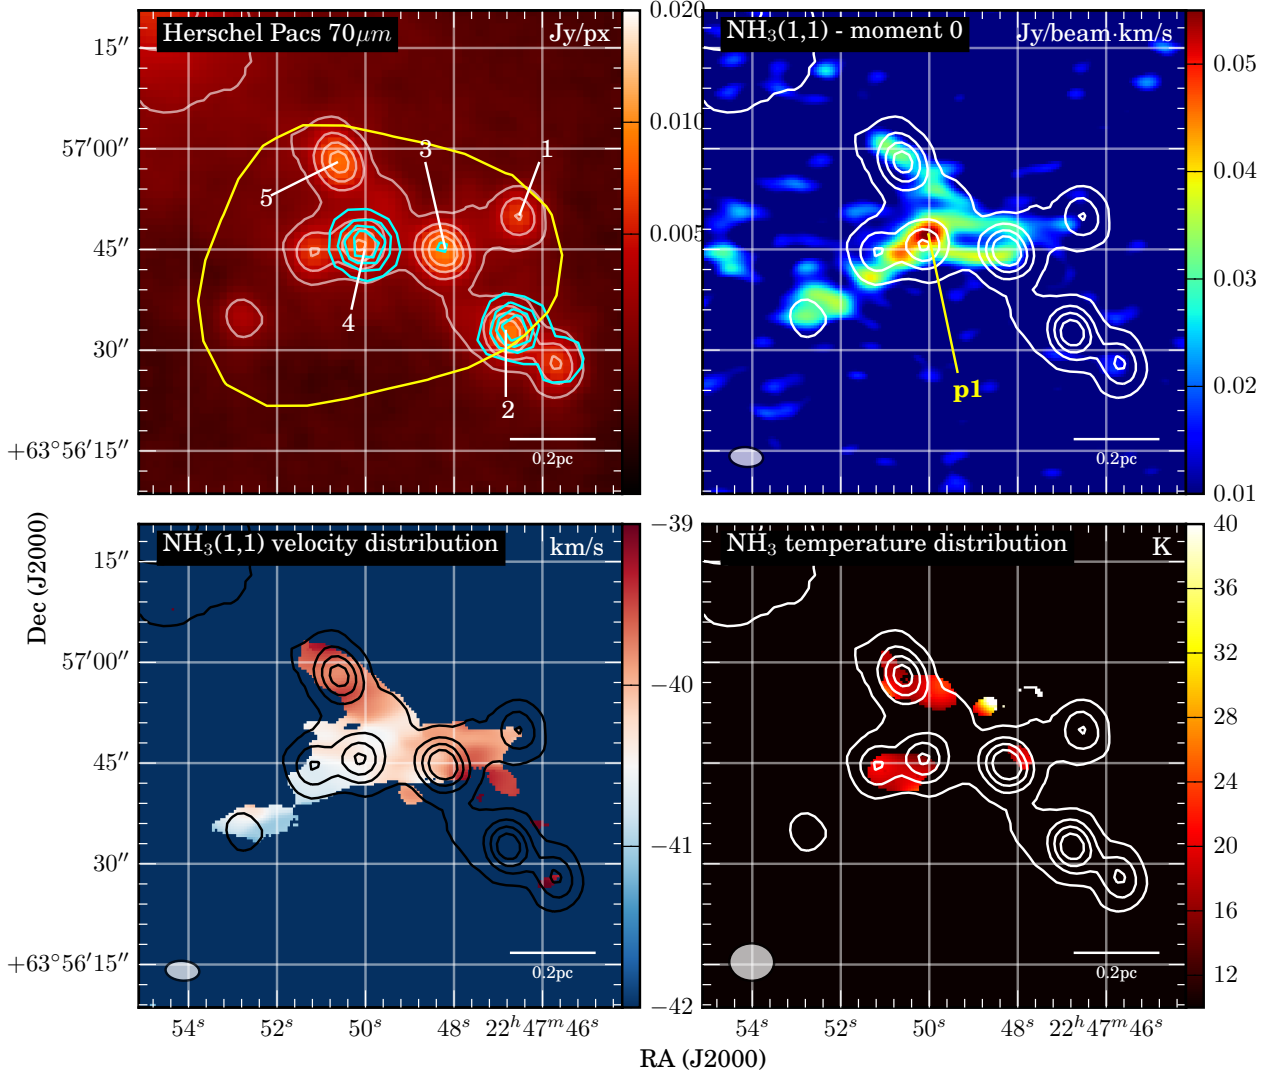 Herschel Pacs 70μm
Jy/px
0.020
0.010
0.005
15′′
57′00′′
45′′
30′′
+63°56′15′′
5
3
1
4
2
0.2pc
NH₃(1,1) - moment 0
Jy/beam·km/s
0.05
0.04
0.03
0.02
0.01
p1
0.2pc
NH₃(1,1) velocity distribution
km/s
−39
−40
−41
−42
15′′
57′00′′
45′′
30′′
+63°56′15′′
0.2pc
54ˢ
52ˢ
50ˢ
48ˢ
22ʰ47ᵐ46ˢ
NH₃ temperature distribution
K
40
36
32
28
24
20
16
12
0.2pc
54ˢ
52ˢ
50ˢ
48ˢ
22ʰ47ᵐ46ˢ
Dec (J2000)
RA (J2000)